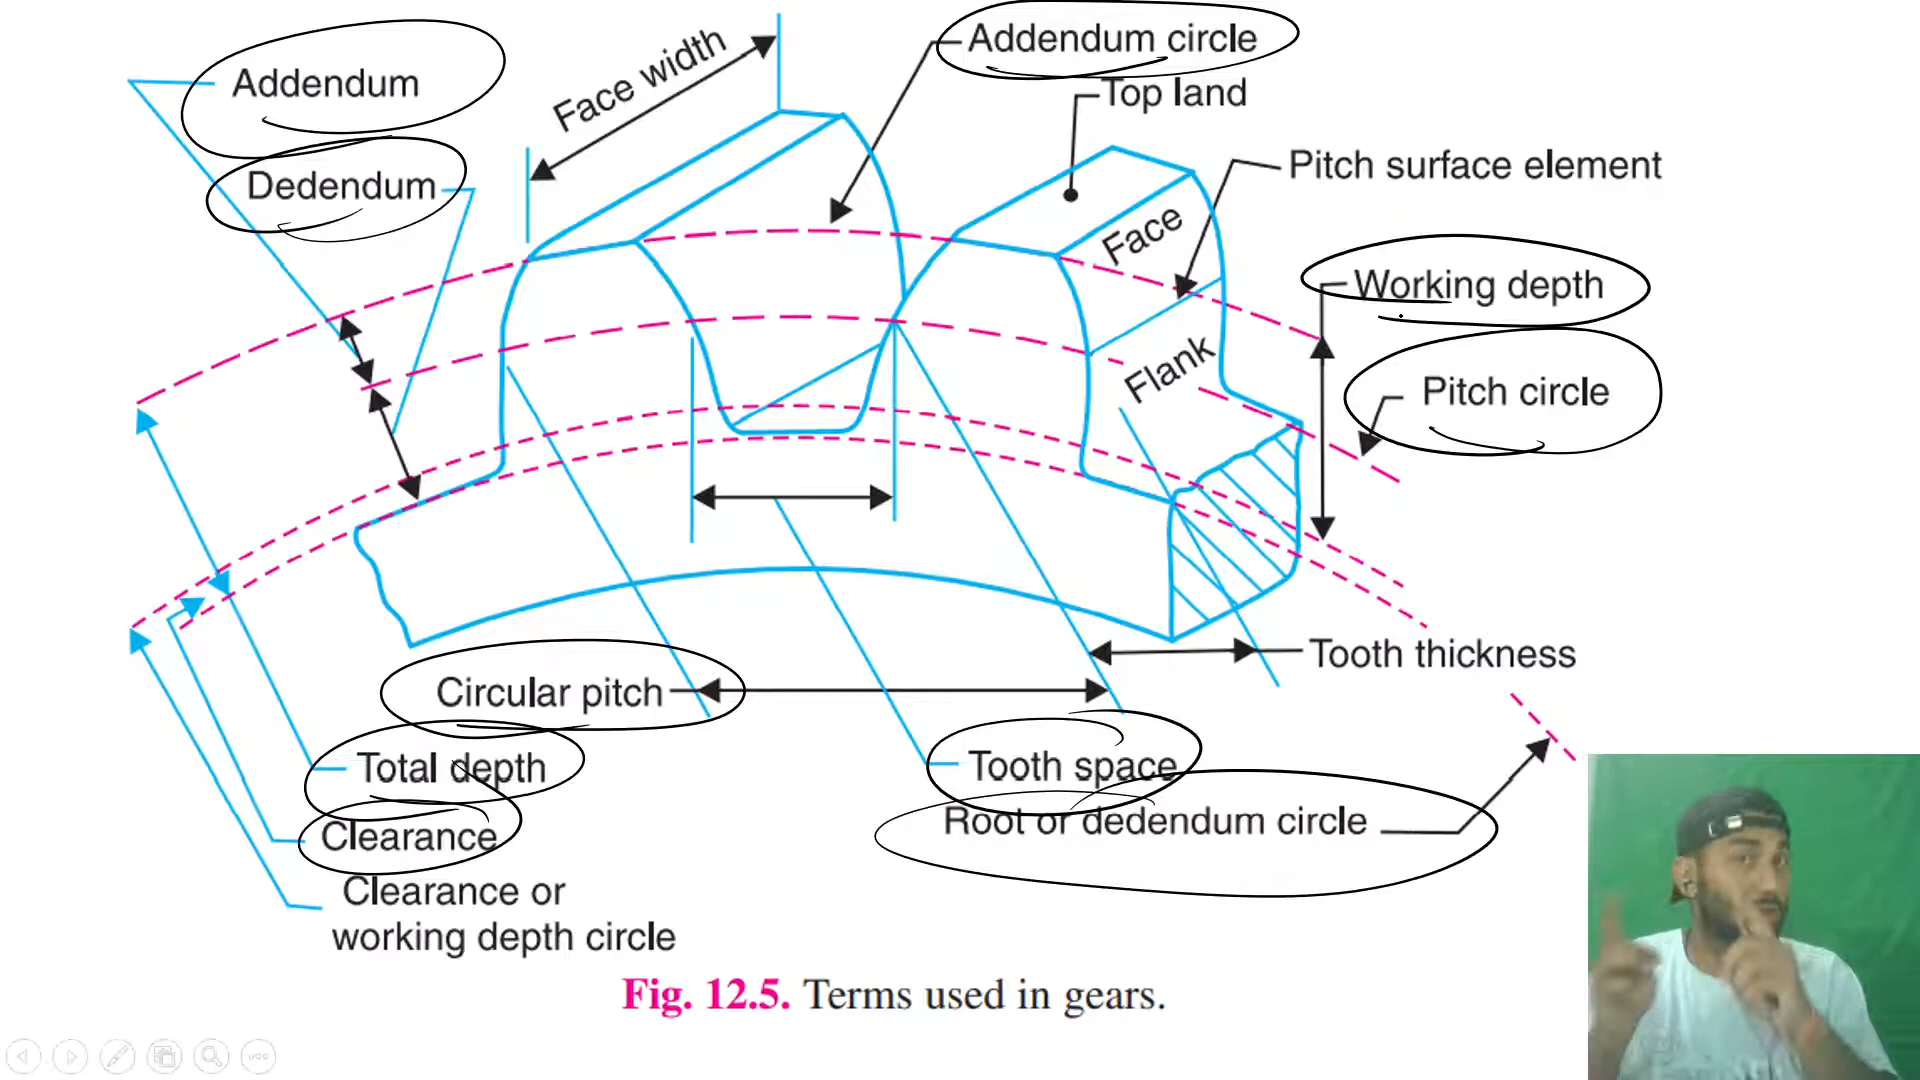 Addendum
Dedendum
Face width
Addendum circle
Top land
Pitch surface element
Face
Working depth
Flank
Pitch circle
Tooth thickness
Circular pitch
Total depth
Tooth space
Clearance
Root or dedendum circle
Clearance or
working depth circle
Fig. 12.5. Terms used in gears.